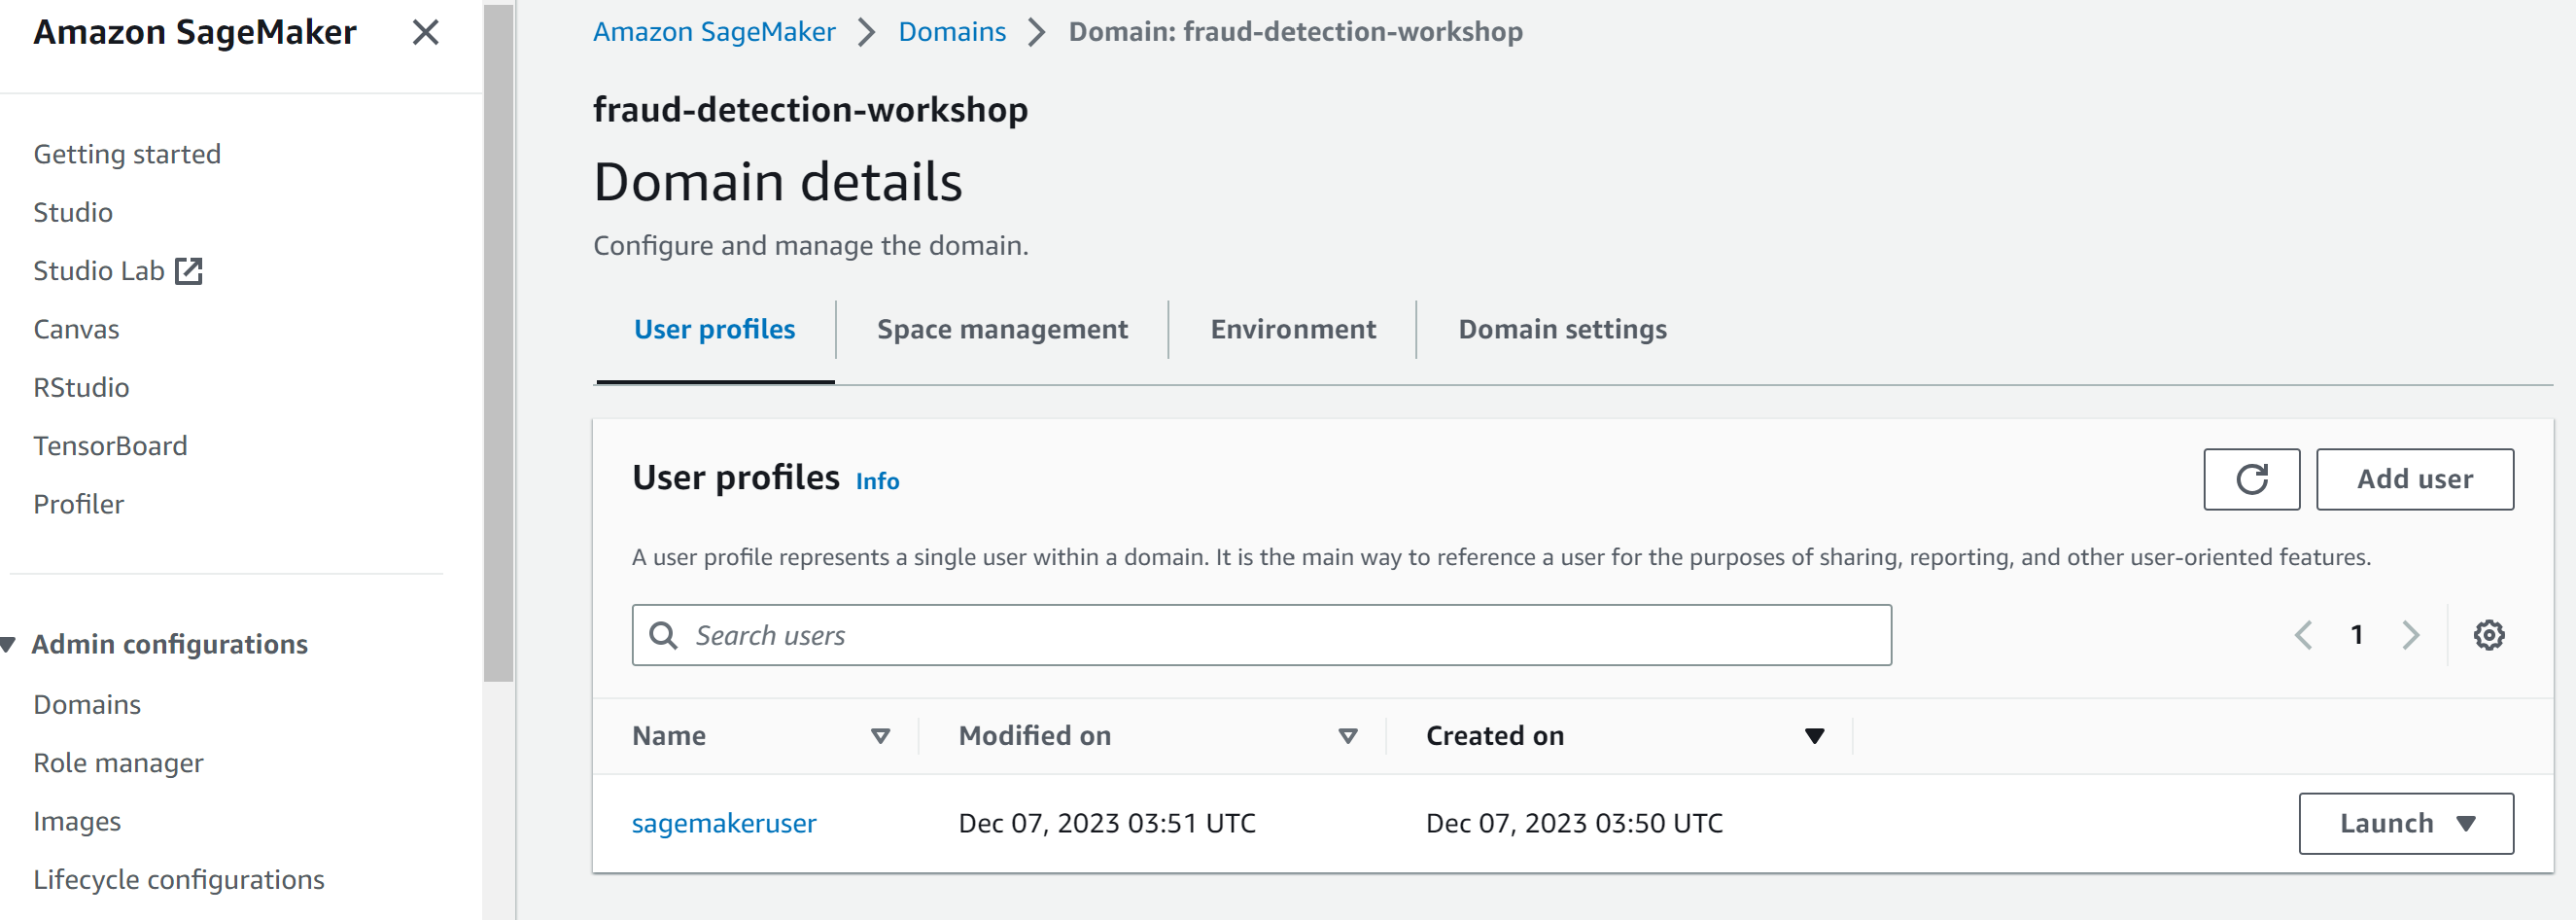 Amazon SageMaker
Getting started
Studio
Studio Lab
Canvas
RStudio
TensorBoard
Profiler
Admin configurations
Domains
Role manager
Images
Lifecycle configurations
Amazon SageMaker > Domains > Domain: fraud-detection-workshop
fraud-detection-workshop
Domain details
Configure and manage the domain.
User profiles Space management Environment Domain settings
User profiles Info Add user
A user profile represents a single user within a domain. It is the main way to reference a user for the purposes of sharing, reporting, and other user-oriented features.
Search users 1
Name Modified on Created on
sagemakeruser Dec 07, 2023 03:51 UTC Dec 07, 2023 03:50 UTC Launch